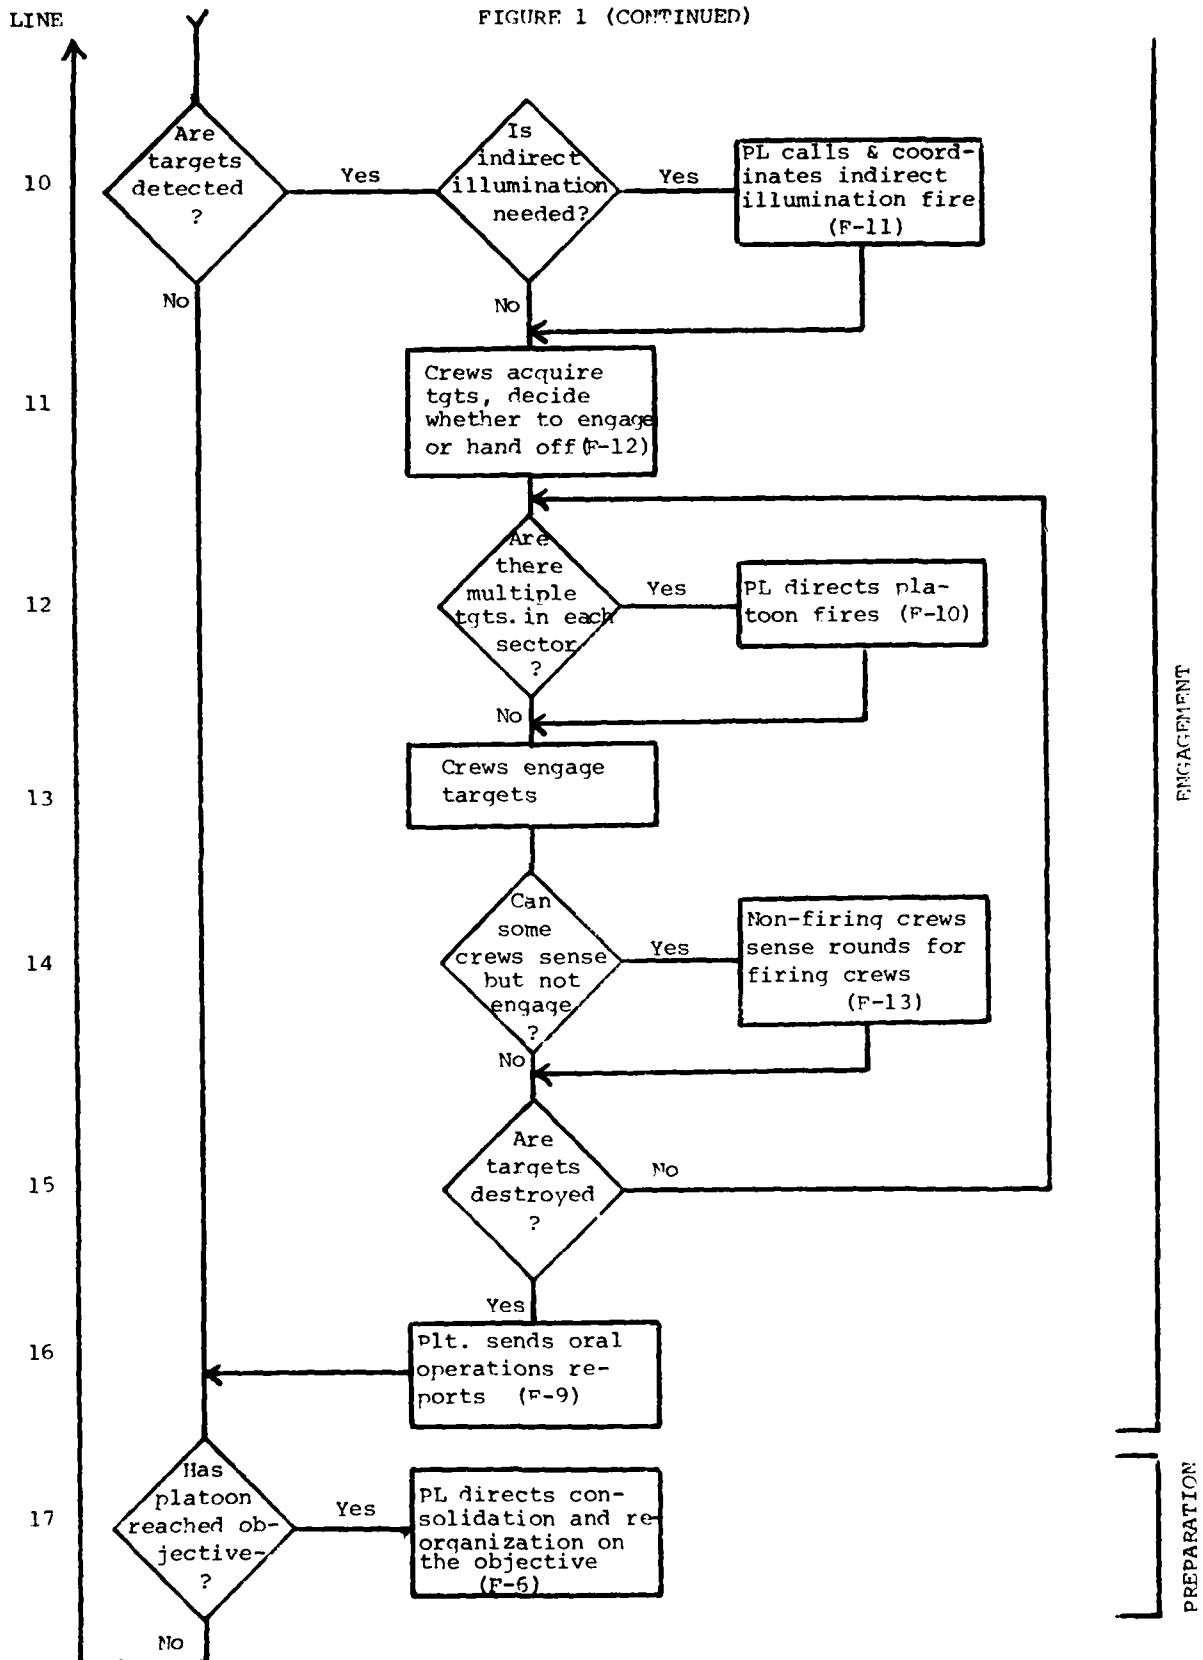 LINE
FIGURE 1 (CONTINUED)
10
Are
targets
detected
?
Yes
No
Is
indirect
illumination
needed?
Yes
No
PL calls & coord-
inates indirect
illumination fire
(F-11)
11
Crews acquire
tgts, decide
whether to engage
or hand off (F-12)
12
Are
there
multiple
tgts. in each
sector
?
Yes
No
PL directs pla-
toon fires (F-10)
13
Crews engage
targets
14
Can
some
crews sense
but not
engage
?
Yes
No
Non-firing crews
sense rounds for
firing crews
(F-13)
15
Are
targets
destroyed
?
No
Yes
16
Plt. sends oral
operations re-
ports (F-9)
ENGAGEMENT
17
Has
platoon
reached ob-
jective-
?
Yes
No
PL directs con-
solidation and re-
organization on
the objective
(F-6)
PREPARATION